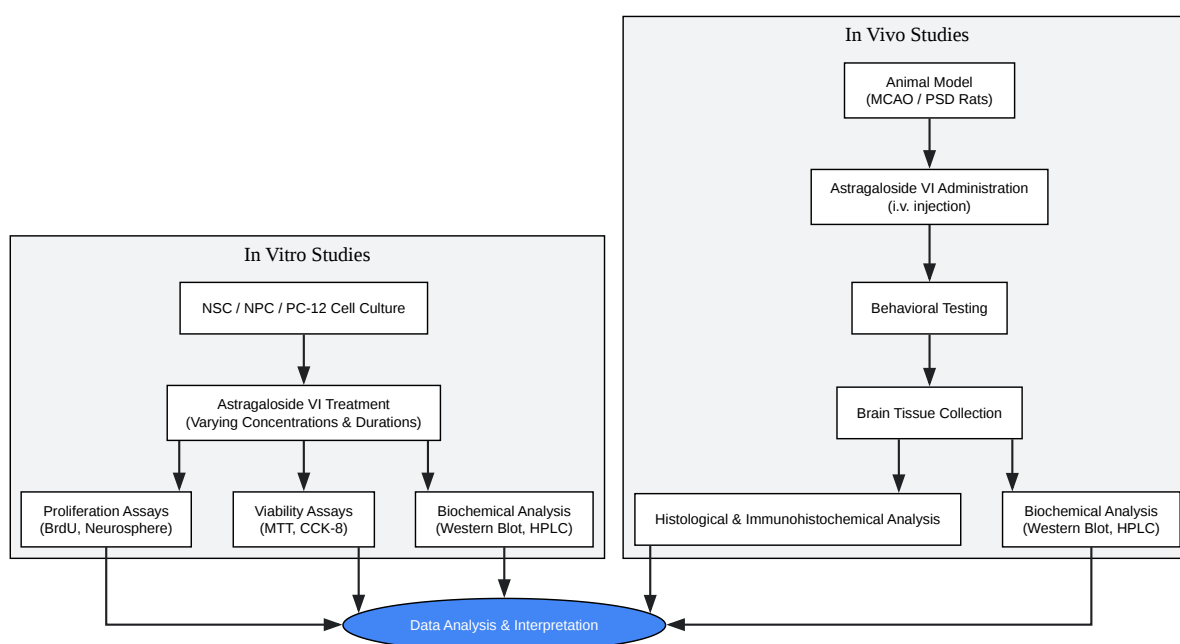 In Vitro Studies
NSC / NPC / PC-12 Cell Culture
Astragaloside VI Treatment
(Varying Concentrations & Durations)
Proliferation Assays
(BrdU, Neurosphere)
Viability Assays
(MTT, CCK-8)
Biochemical Analysis
(Western Blot, HPLC)
In Vivo Studies
Animal Model
(MCAO / PSD Rats)
Astragaloside VI Administration
(i.v. injection)
Behavioral Testing
Brain Tissue Collection
Histological & Immunohistochemical Analysis
Biochemical Analysis
(Western Blot, HPLC)
Data Analysis & Interpretation